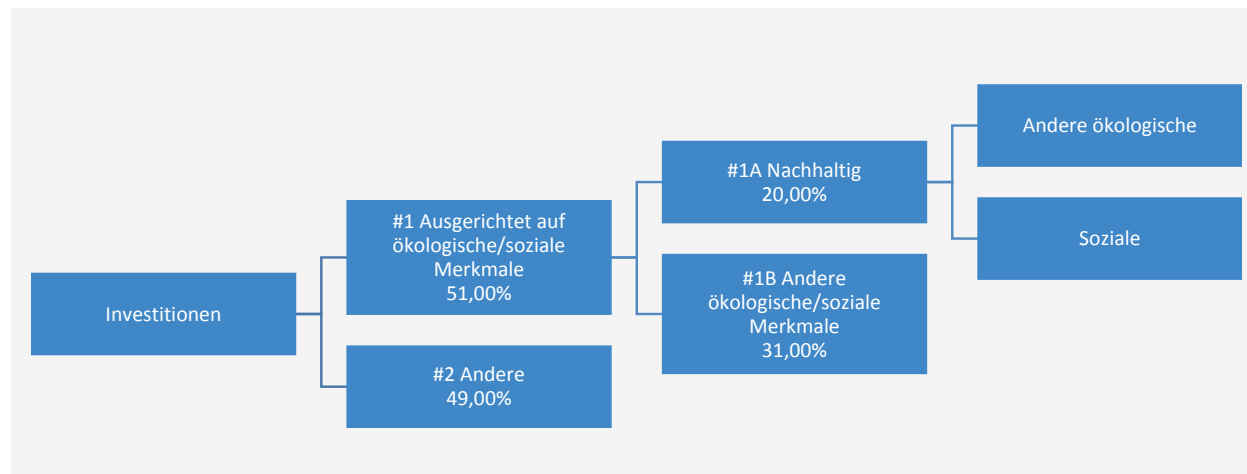 Investitionen
#1 Ausgerichtet auf
ökologische/soziale
Merkmale
51,00%
#2 Andere
49,00%
#1A Nachhaltig
20,00%
#1B Andere
ökologische/soziale
Merkmale
31,00%
Andere ökologische
Soziale